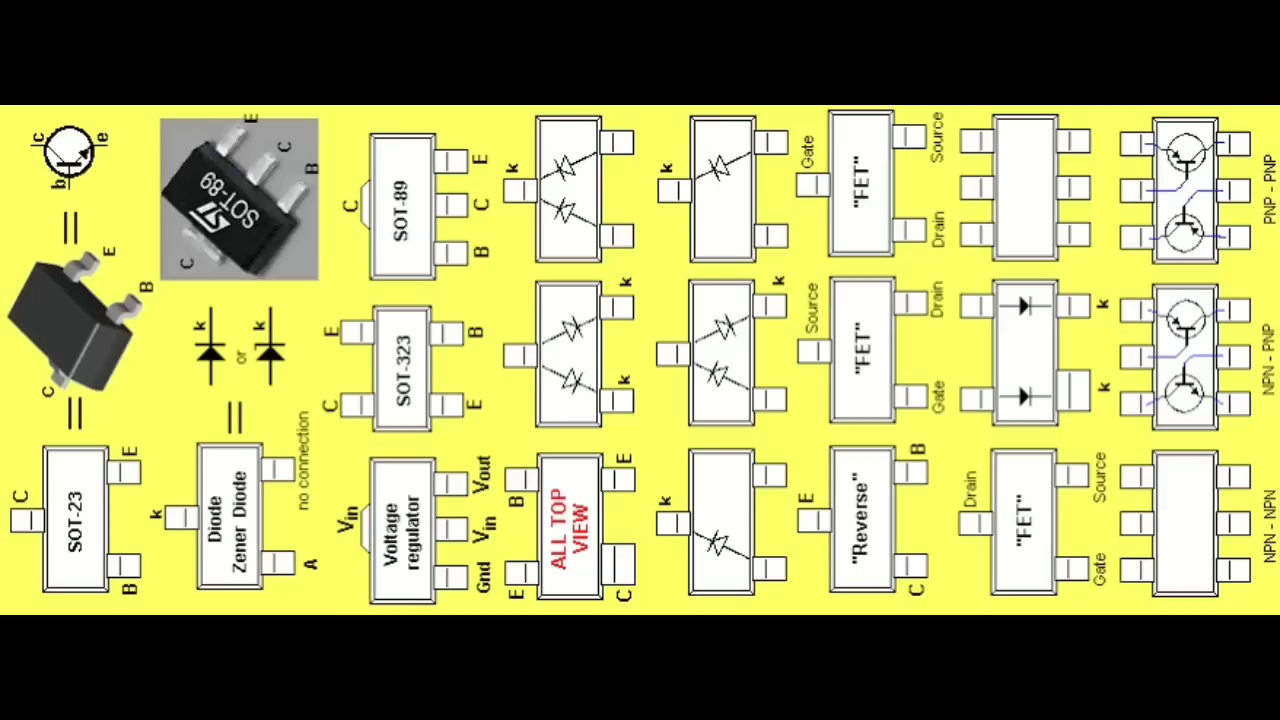 C
SOT-23
B E
C
E
B
c
b e
k
Diode
Zener Diode
A
no connection
k
or
k
C
ST
SOT-89
B
C
E
Vin
Voltage
regulator
Gnd Vin Vout
C E
SOT-323
E B
C
SOT-89
B C E
E B
ALL TOP
VIEW
C E
k k
k
k
k
k
E
"Reverse"
C B
Source
"FET"
Gate Drain
Gate
"FET"
Drain Source
Drain
"FET"
Gate Source
k k
NPN - NPN
NPN - PNP
PNP - PNP